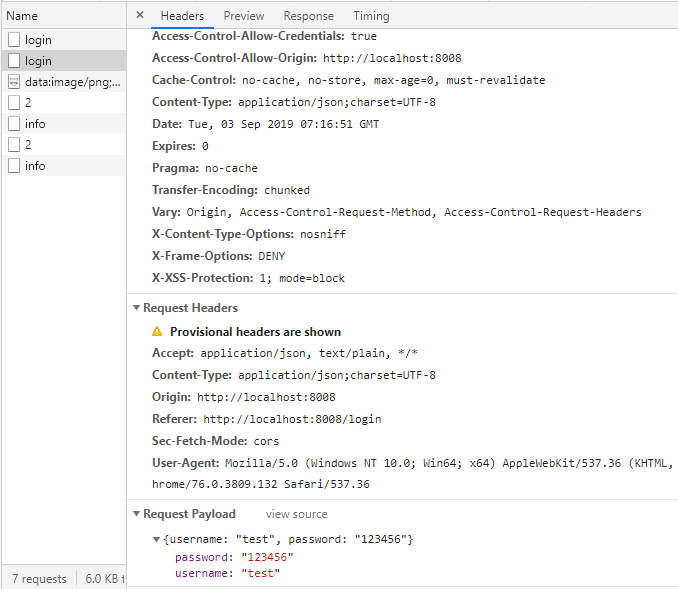 Name
× Headers Preview Response Timing
login
login
data:image/png;...
2
info
2
info
Access-Control-Allow-Credentials: true
Access-Control-Allow-Origin: http://localhost:8008
Cache-Control: no-cache, no-store, max-age=0, must-revalidate
Content-Type: application/json;charset=UTF-8
Date: Tue, 03 Sep 2019 07:16:51 GMT
Expires: 0
Pragma: no-cache
Transfer-Encoding: chunked
Vary: Origin, Access-Control-Request-Method, Access-Control-Request-Headers
X-Content-Type-Options: nosniff
X-Frame-Options: DENY
X-XSS-Protection: 1; mode=block
Request Headers
Provisional headers are shown
Accept: application/json, text/plain, */*
Content-Type: application/json;charset=UTF-8
Origin: http://localhost:8008
Referer: http://localhost:8008/login
Sec-Fetch-Mode: cors
User-Agent: Mozilla/5.0 (Windows NT 10.0; Win64; x64) AppleWebKit/537.36 (KHTML,
hrome/76.0.3809.132 Safari/537.36
Request Payload view source
{username: "test", password: "123456"}
password: "123456"
username: "test"
7 requests 6.0 KB t